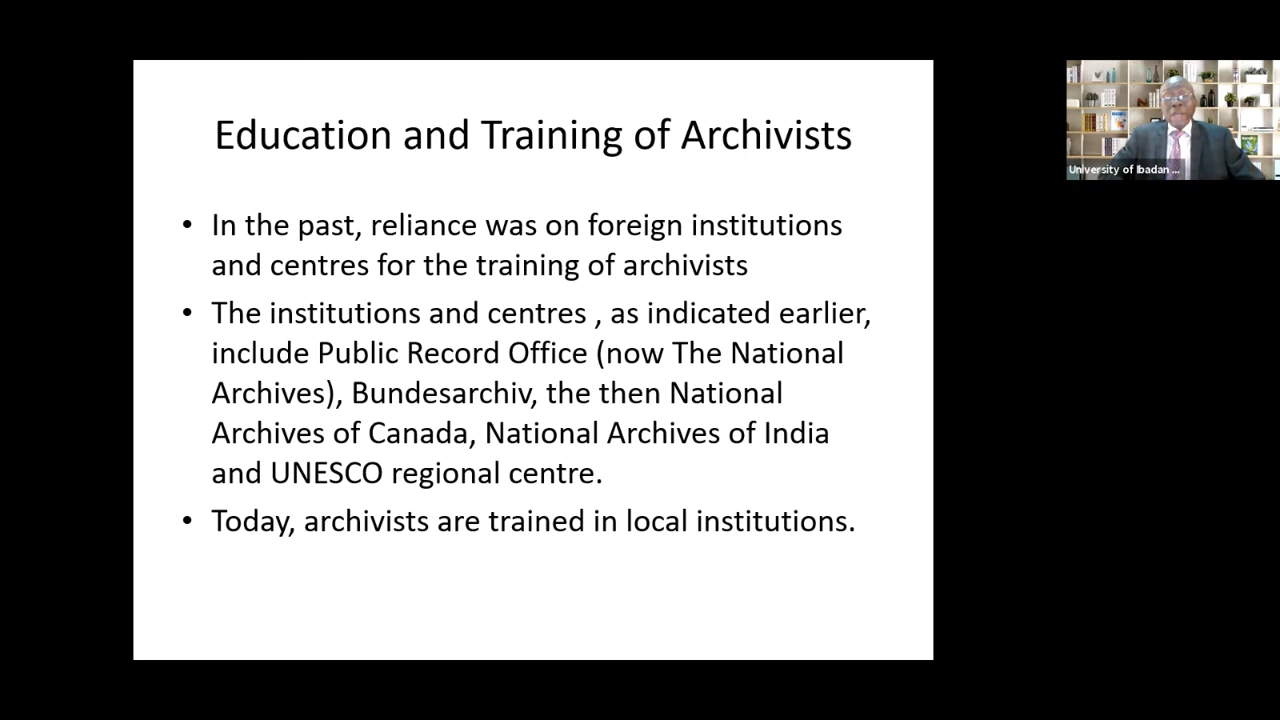 Education and Training of Archivists
• In the past, reliance was on foreign institutions
and centres for the training of archivists
• The institutions and centres , as indicated earlier,
include Public Record Office (now The National
Archives), Bundesarchiv, the then National
Archives of Canada, National Archives of India
and UNESCO regional centre.
• Today, archivists are trained in local institutions.
University of Ibadan ...